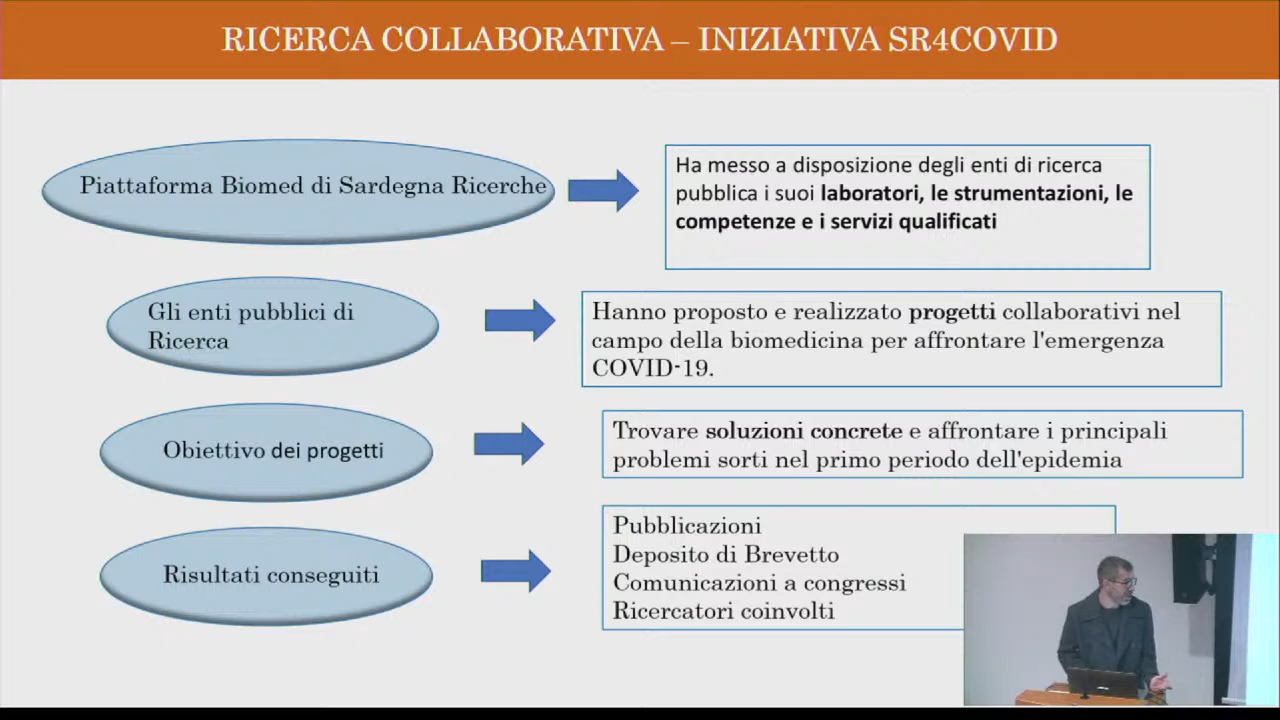 RICERCA COLLABORATIVA – INIZIATIVA SR4COVID
Piattaforma Biomed di Sardegna Ricerche
Ha messo a disposizione degli enti di ricerca
pubblica i suoi laboratori, le strumentazioni, le
competenze e i servizi qualificati
Gli enti pubblici di
Ricerca
Hanno proposto e realizzato progetti collaborativi nel
campo della biomedicina per affrontare l'emergenza
COVID-19.
Obiettivo dei progetti
Trovare soluzioni concrete e affrontare i principali
problemi sorti nel primo periodo dell'epidemia
Risultati conseguiti
Pubblicazioni
Deposito di Brevetto
Comunicazioni a congressi
Ricercatori coinvolti